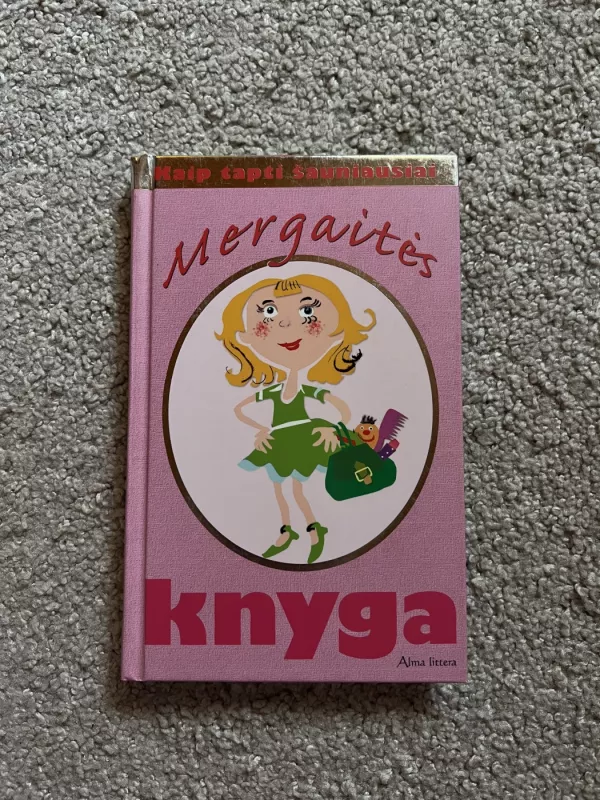 Kaip tapti šauniausiai
Mergaitės
knyga
Alma littera